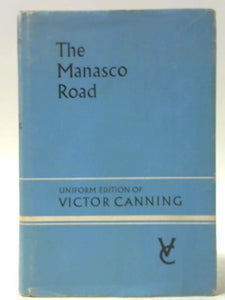 The
Manasco
Road
UNIFORM EDITION OF
VICTOR CANNING
VC